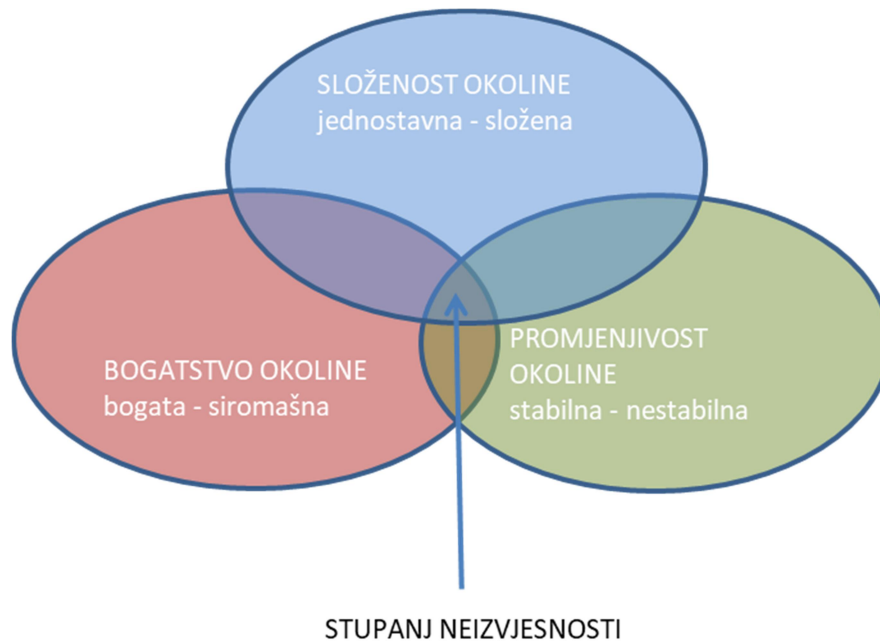 SLOŽENOST OKOLINE
jednostavna - složena
BOGATSTVO OKOLINE
bogata - siromašna
PROMJENJIVOST
OKOLINE
stabilna - nestabilna
STUPANJ NEIZVJESNOSTI